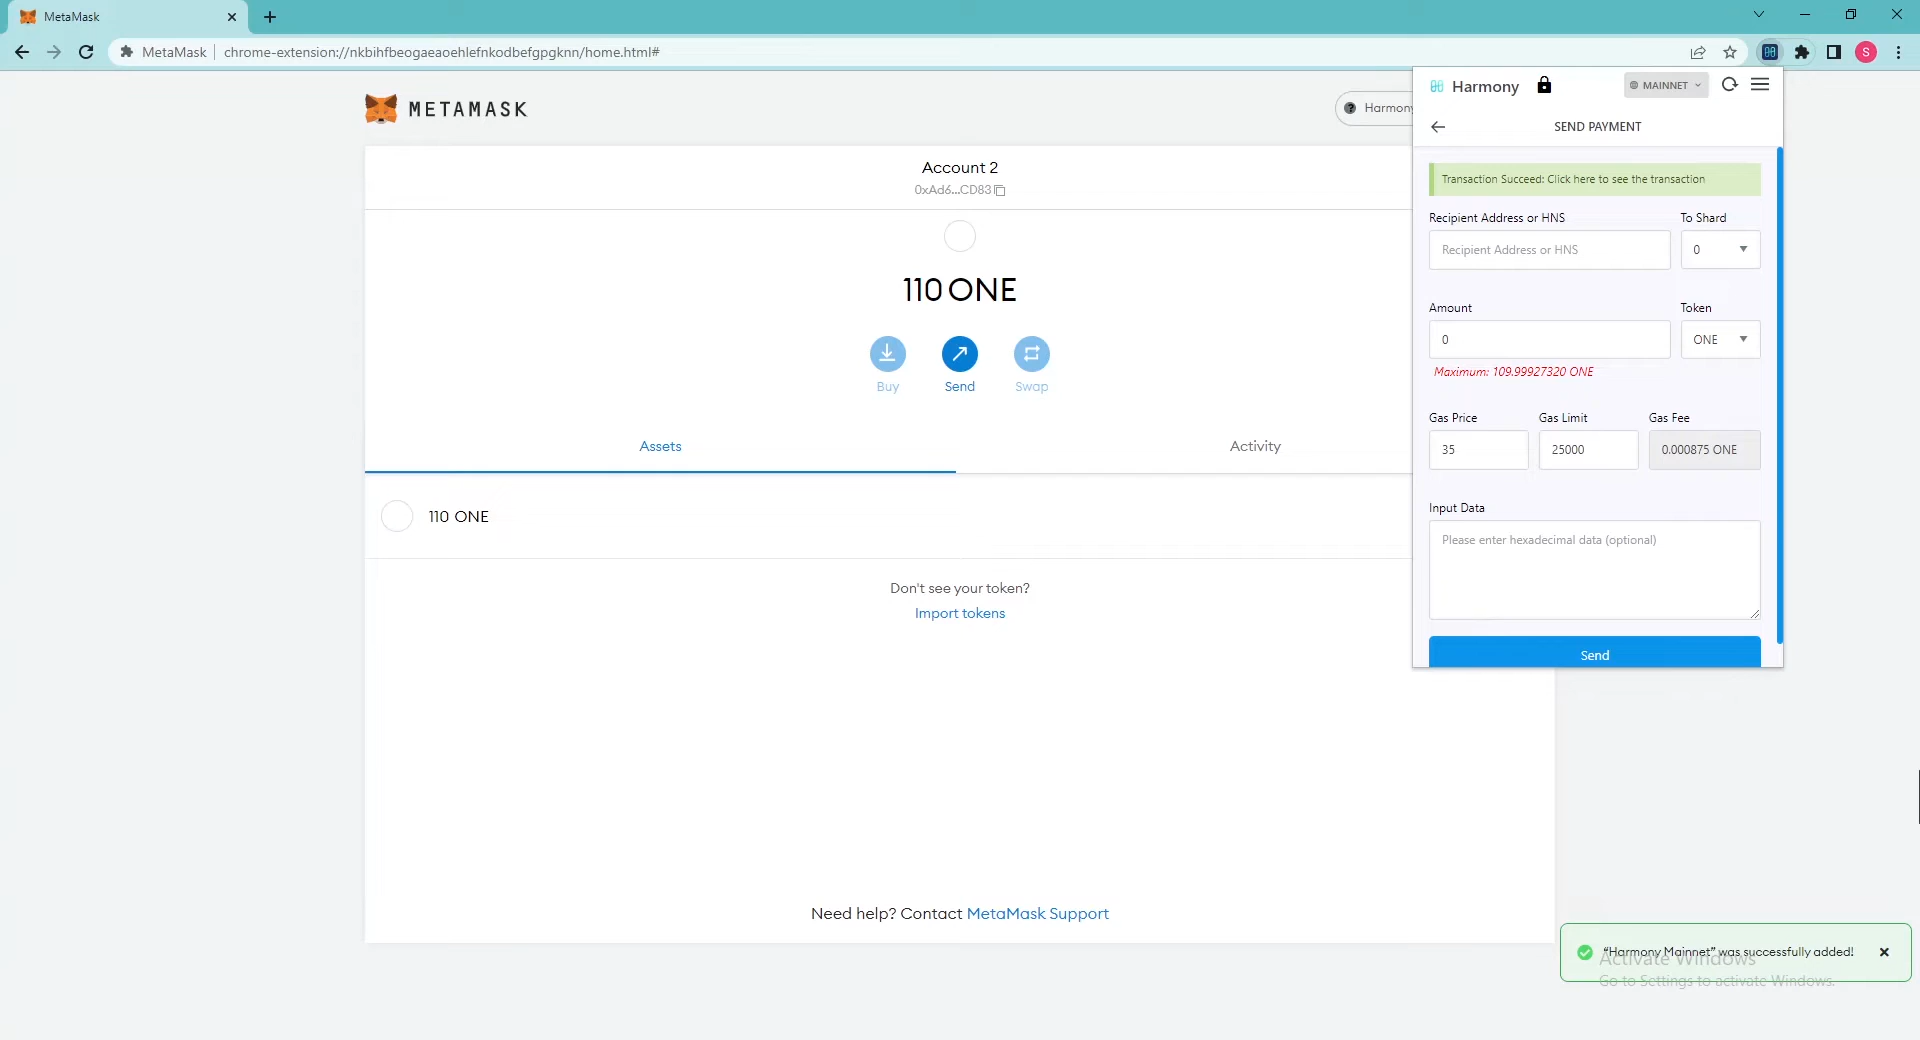 MetaMask
MetaMask
chrome-extension://nkbihfbeogaeaoehlefnkodbefgpgknn/home.html#
S
METAMASK
Harmony
Account 2
0xAd6...CD83
110 ONE
Buy
Send
Swap
Assets
Activity
110 ONE
Don't see your token?
Import tokens
Need help? Contact MetaMask Support
Harmony
MAINNET
SEND PAYMENT
Transaction Succeed: Click here to see the transaction
Recipient Address or HNS
To Shard
Recipient Address or HNS
0
Amount
Token
0
ONE
Maximum: 109.99927320 ONE
Gas Price
Gas Limit
Gas Fee
35
25000
0.000875 ONE
Input Data
Please enter hexadecimal data (optional)
Send
“Harmony Mainnet” was successfully added!
Activate Windows
Go to Settings to activate Windows.